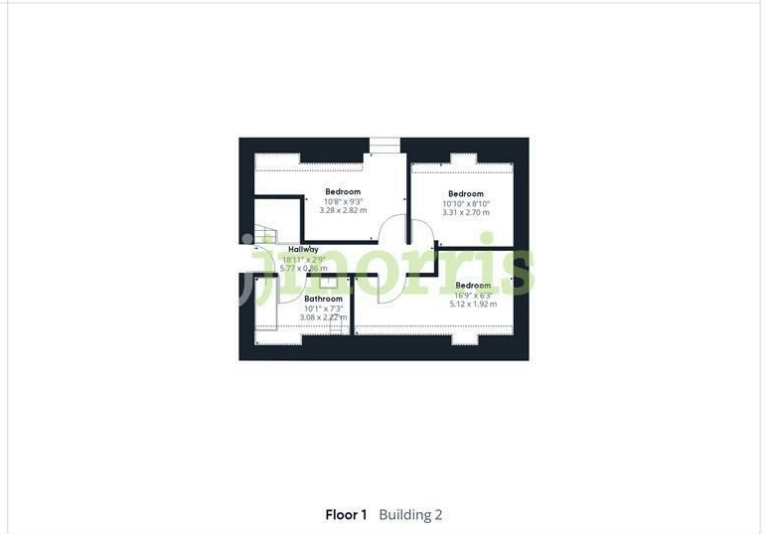 Bedroom
10'8" x 9'3"
3.28 x 2.82 m
Bedroom
10'10" x 8'10"
3.31 x 2.70 m
Hallway
18'11" x 2'9"
5.77 x 0.86 m
jjmorris
Bedroom
16'9" x 6'3"
5.12 x 1.92 m
Bathroom
10'1" x 7'3"
3.08 x 2.22 m
Floor 1 Building 2